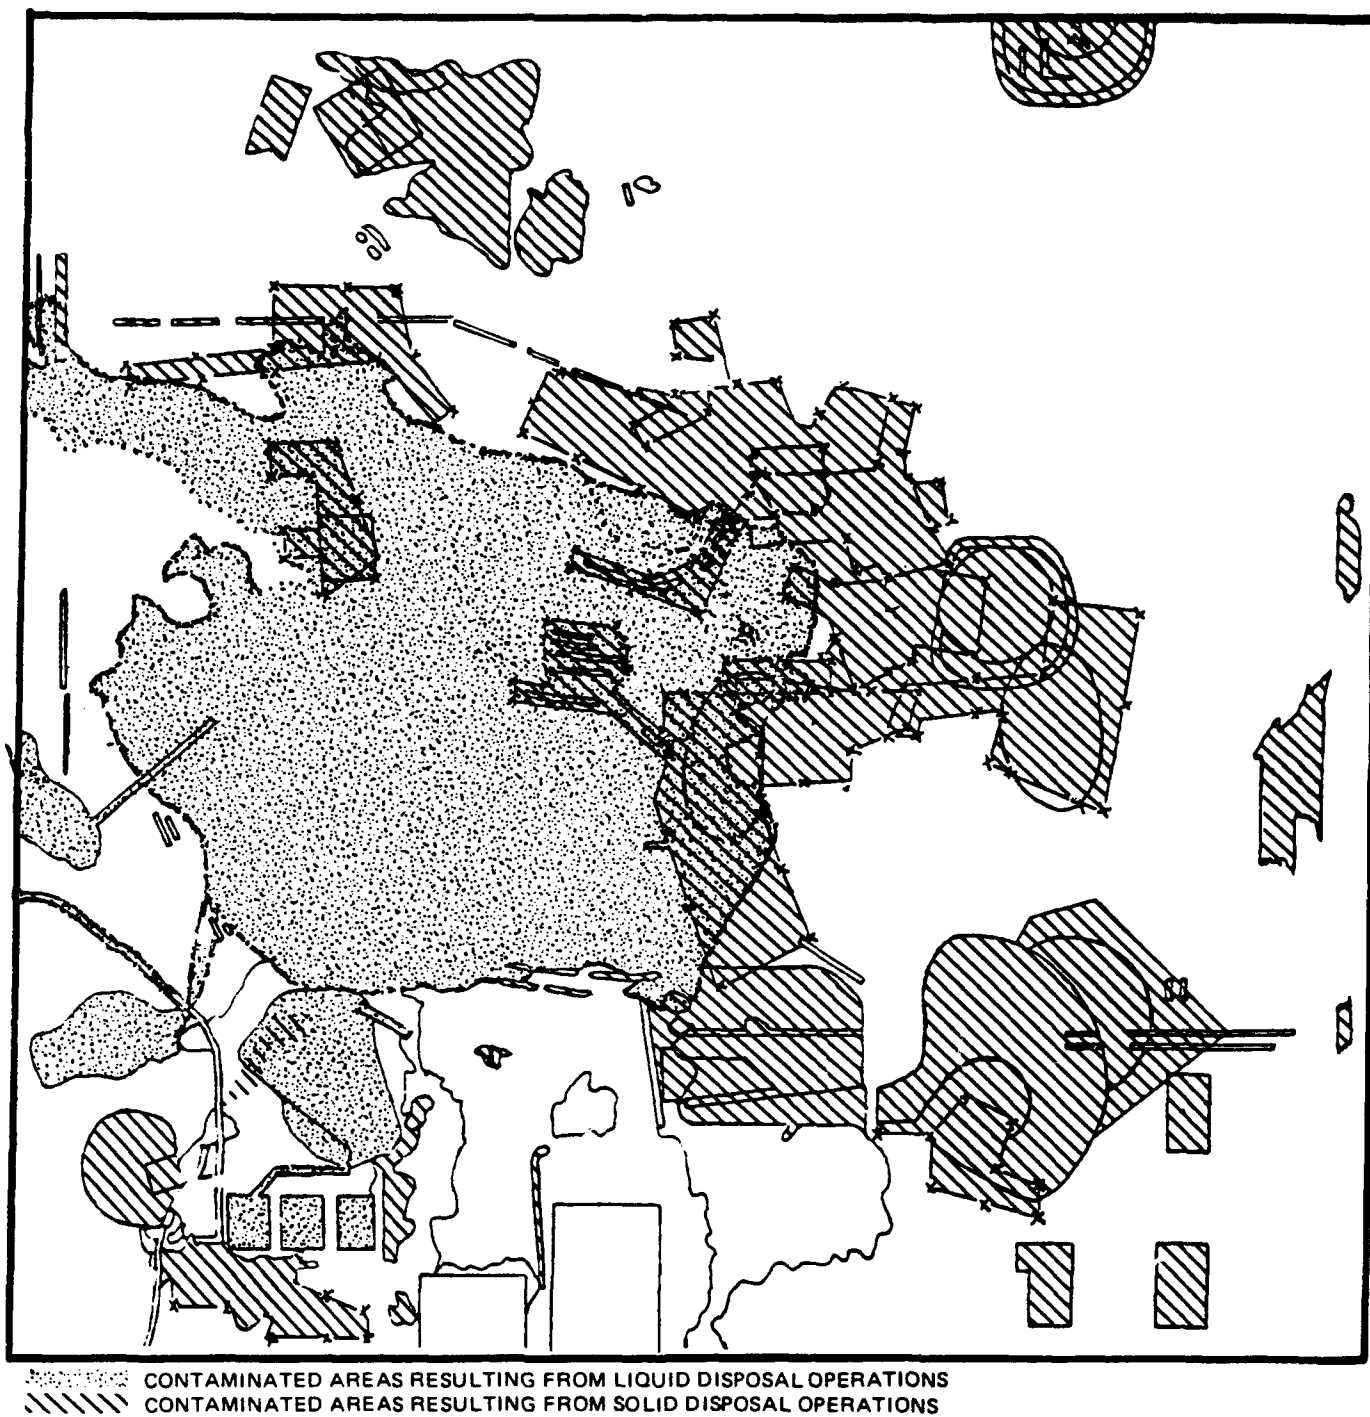 CONTAMINATED AREAS RESULTING FROM LIQUID DISPOSAL OPERATIONS
CONTAMINATED AREAS RESULTING FROM SOLID DISPOSAL OPERATIONS